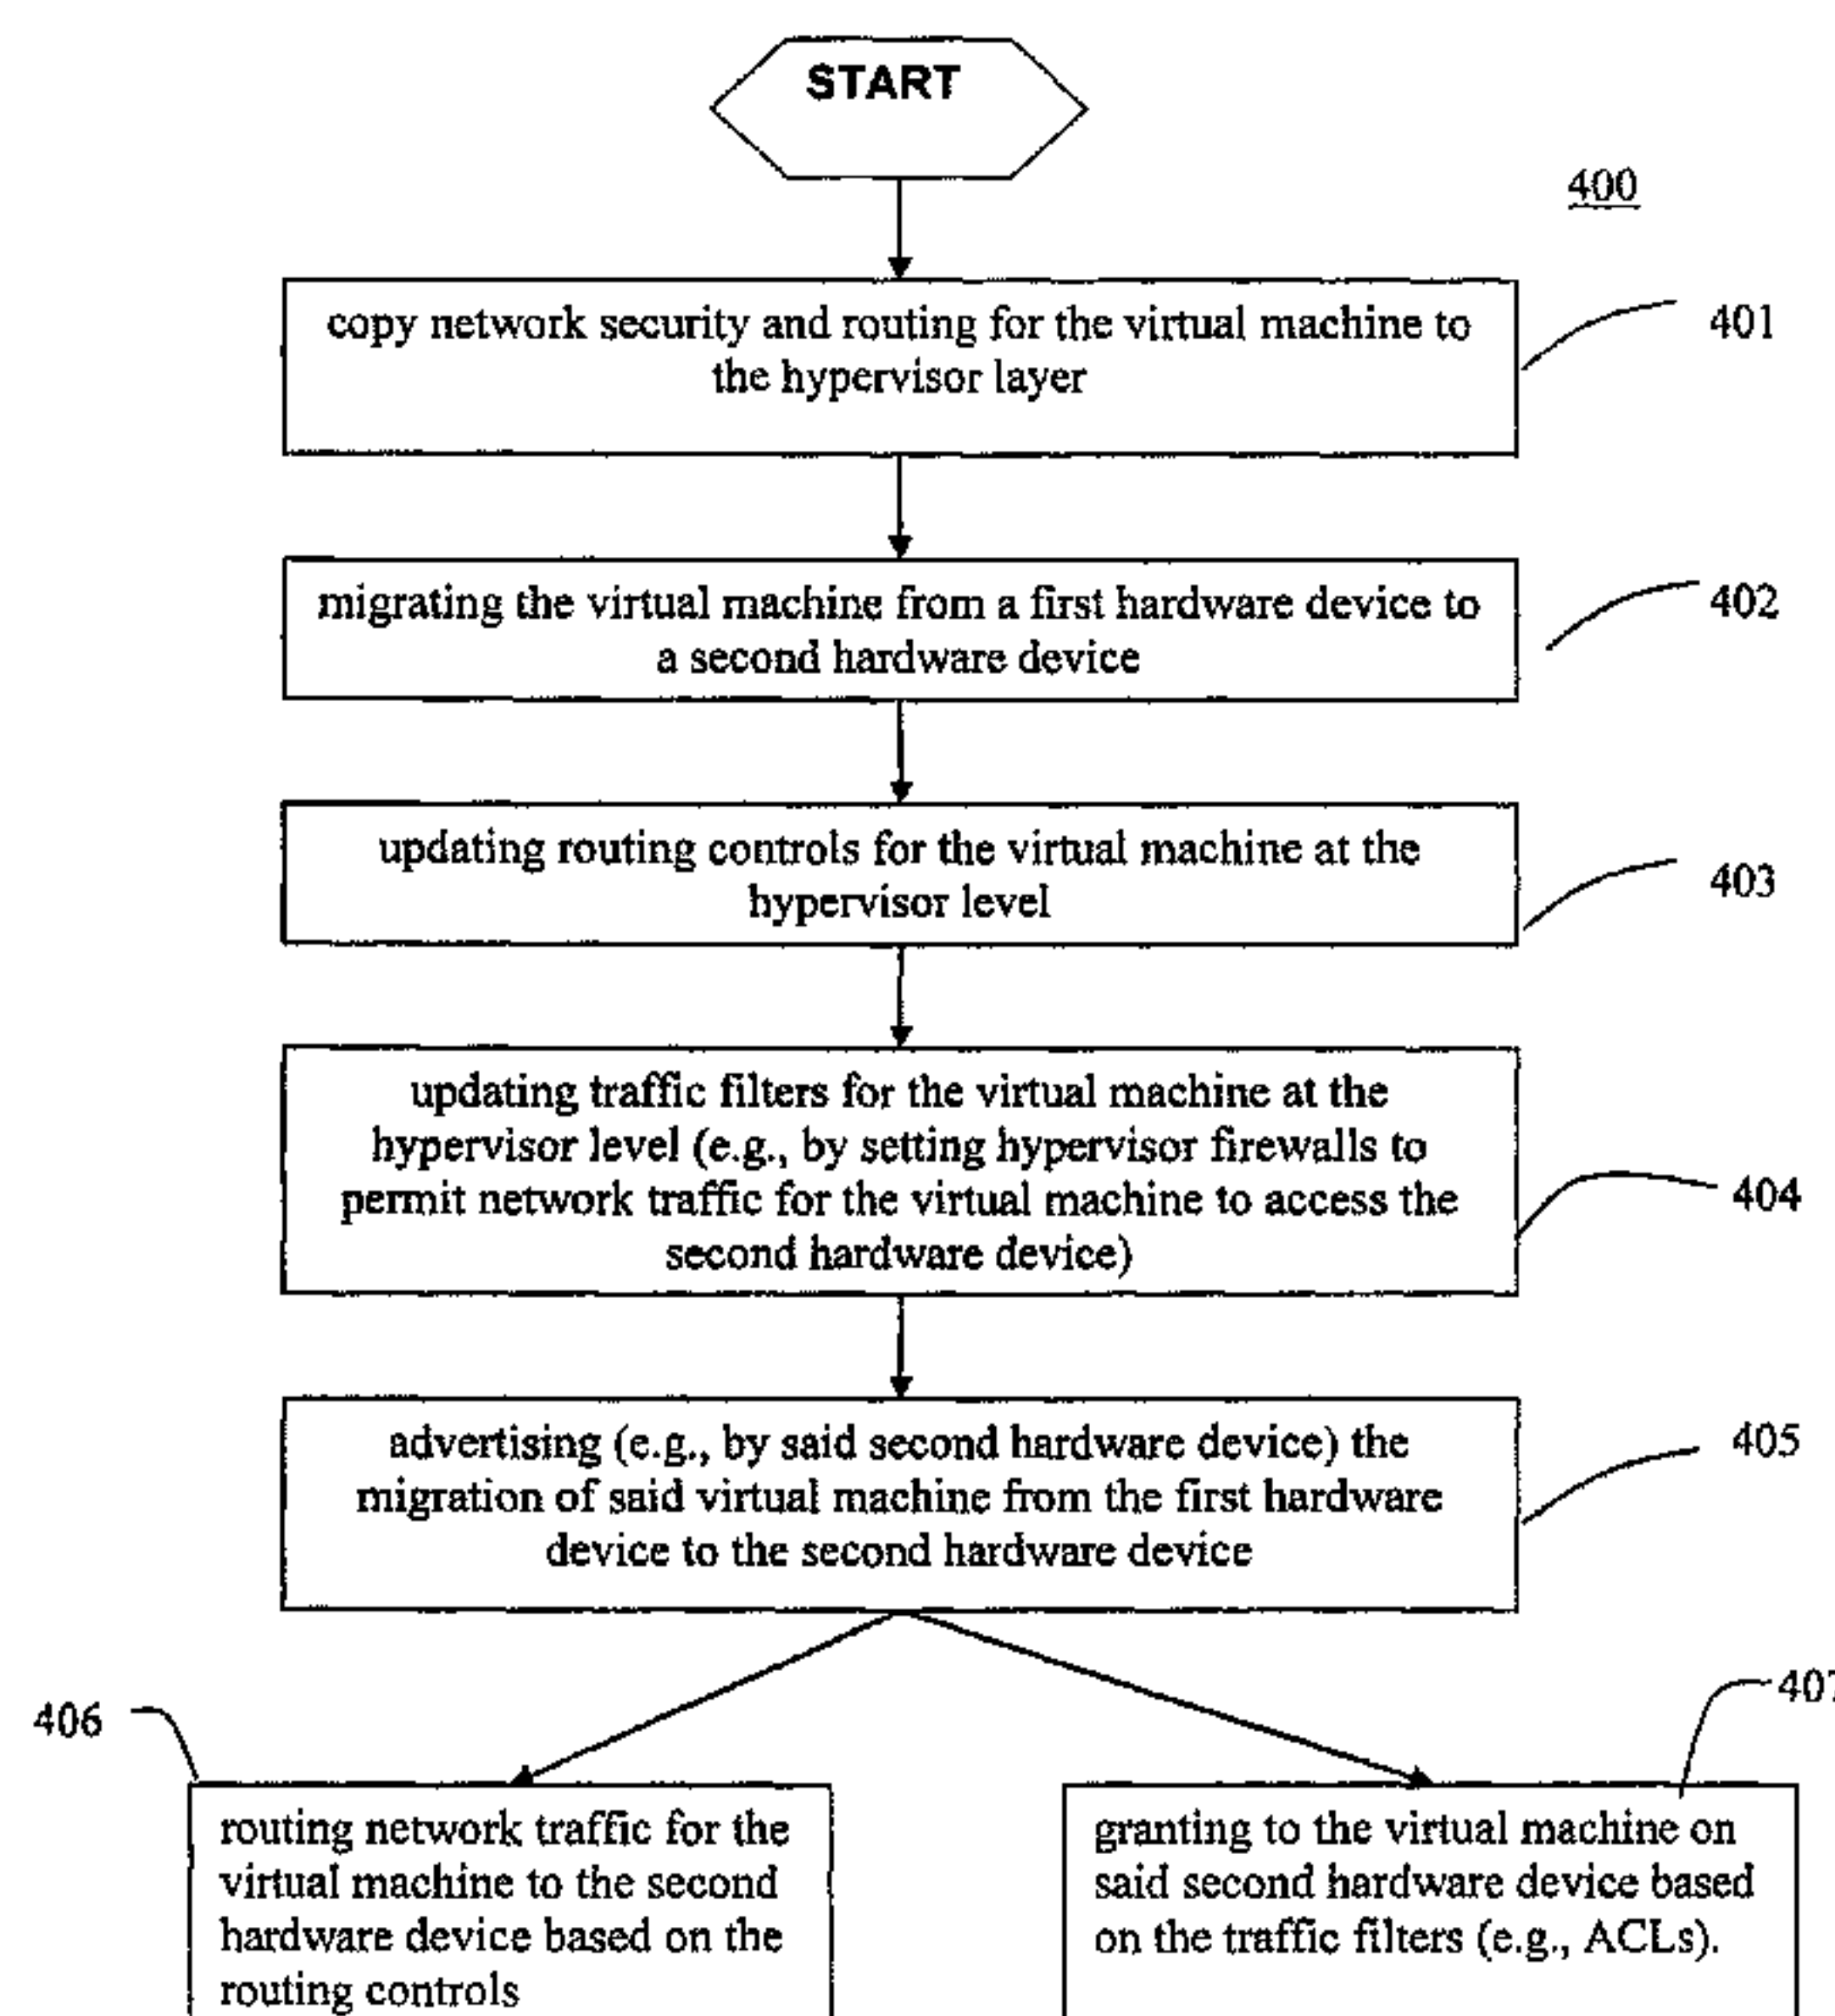 START
400
copy network security and routing for the virtual machine to
the hypervisor layer
401
migrating the virtual machine from a first hardware device to
a second hardware device
402
updating routing controls for the virtual machine at the
hypervisor level
403
updating traffic filters for the virtual machine at the
hypervisor level (e.g., by setting hypervisor firewalls to
permit network traffic for the virtual machine to access the
second hardware device)
404
advertising (e.g., by said second hardware device) the
migration of said virtual machine from the first hardware
device to the second hardware device
405
406
routing network traffic for the
virtual machine to the second
hardware device based on the
routing controls
407
granting to the virtual machine on
said second hardware device based
on the traffic filters (e.g., ACLs).